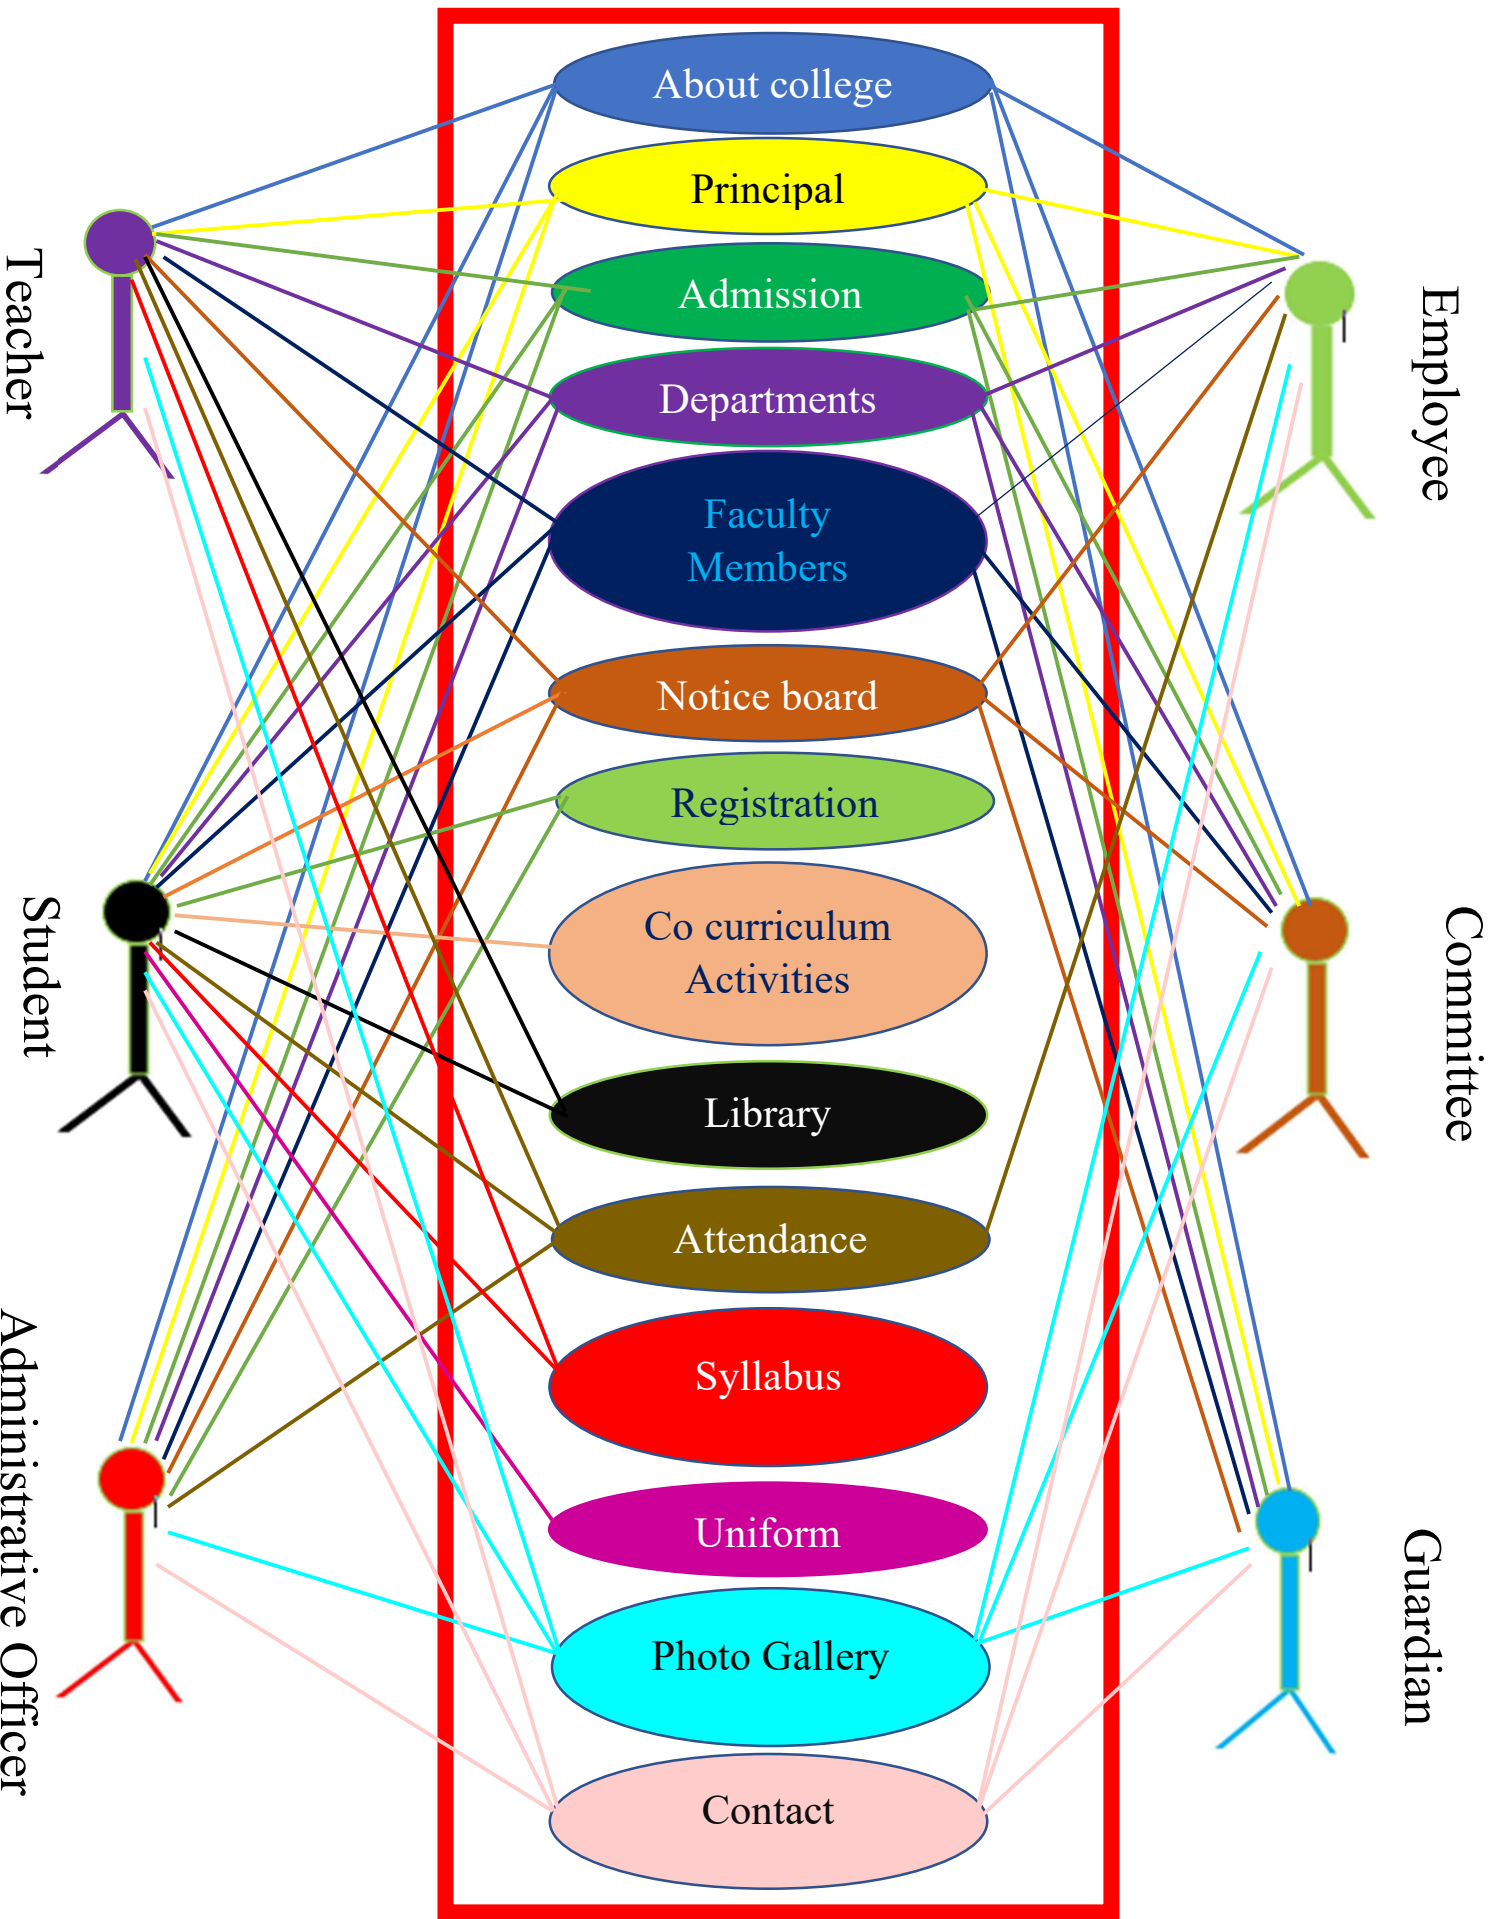 About college
Principal
Admission
Departments
Faculty
Members
Notice board
Registration
Co curriculum
Activities
Library
Attendance
Syllabus
Uniform
Photo Gallery
Contact
Teacher
Student
Administrative Officer
Employee
Committee
Guardian